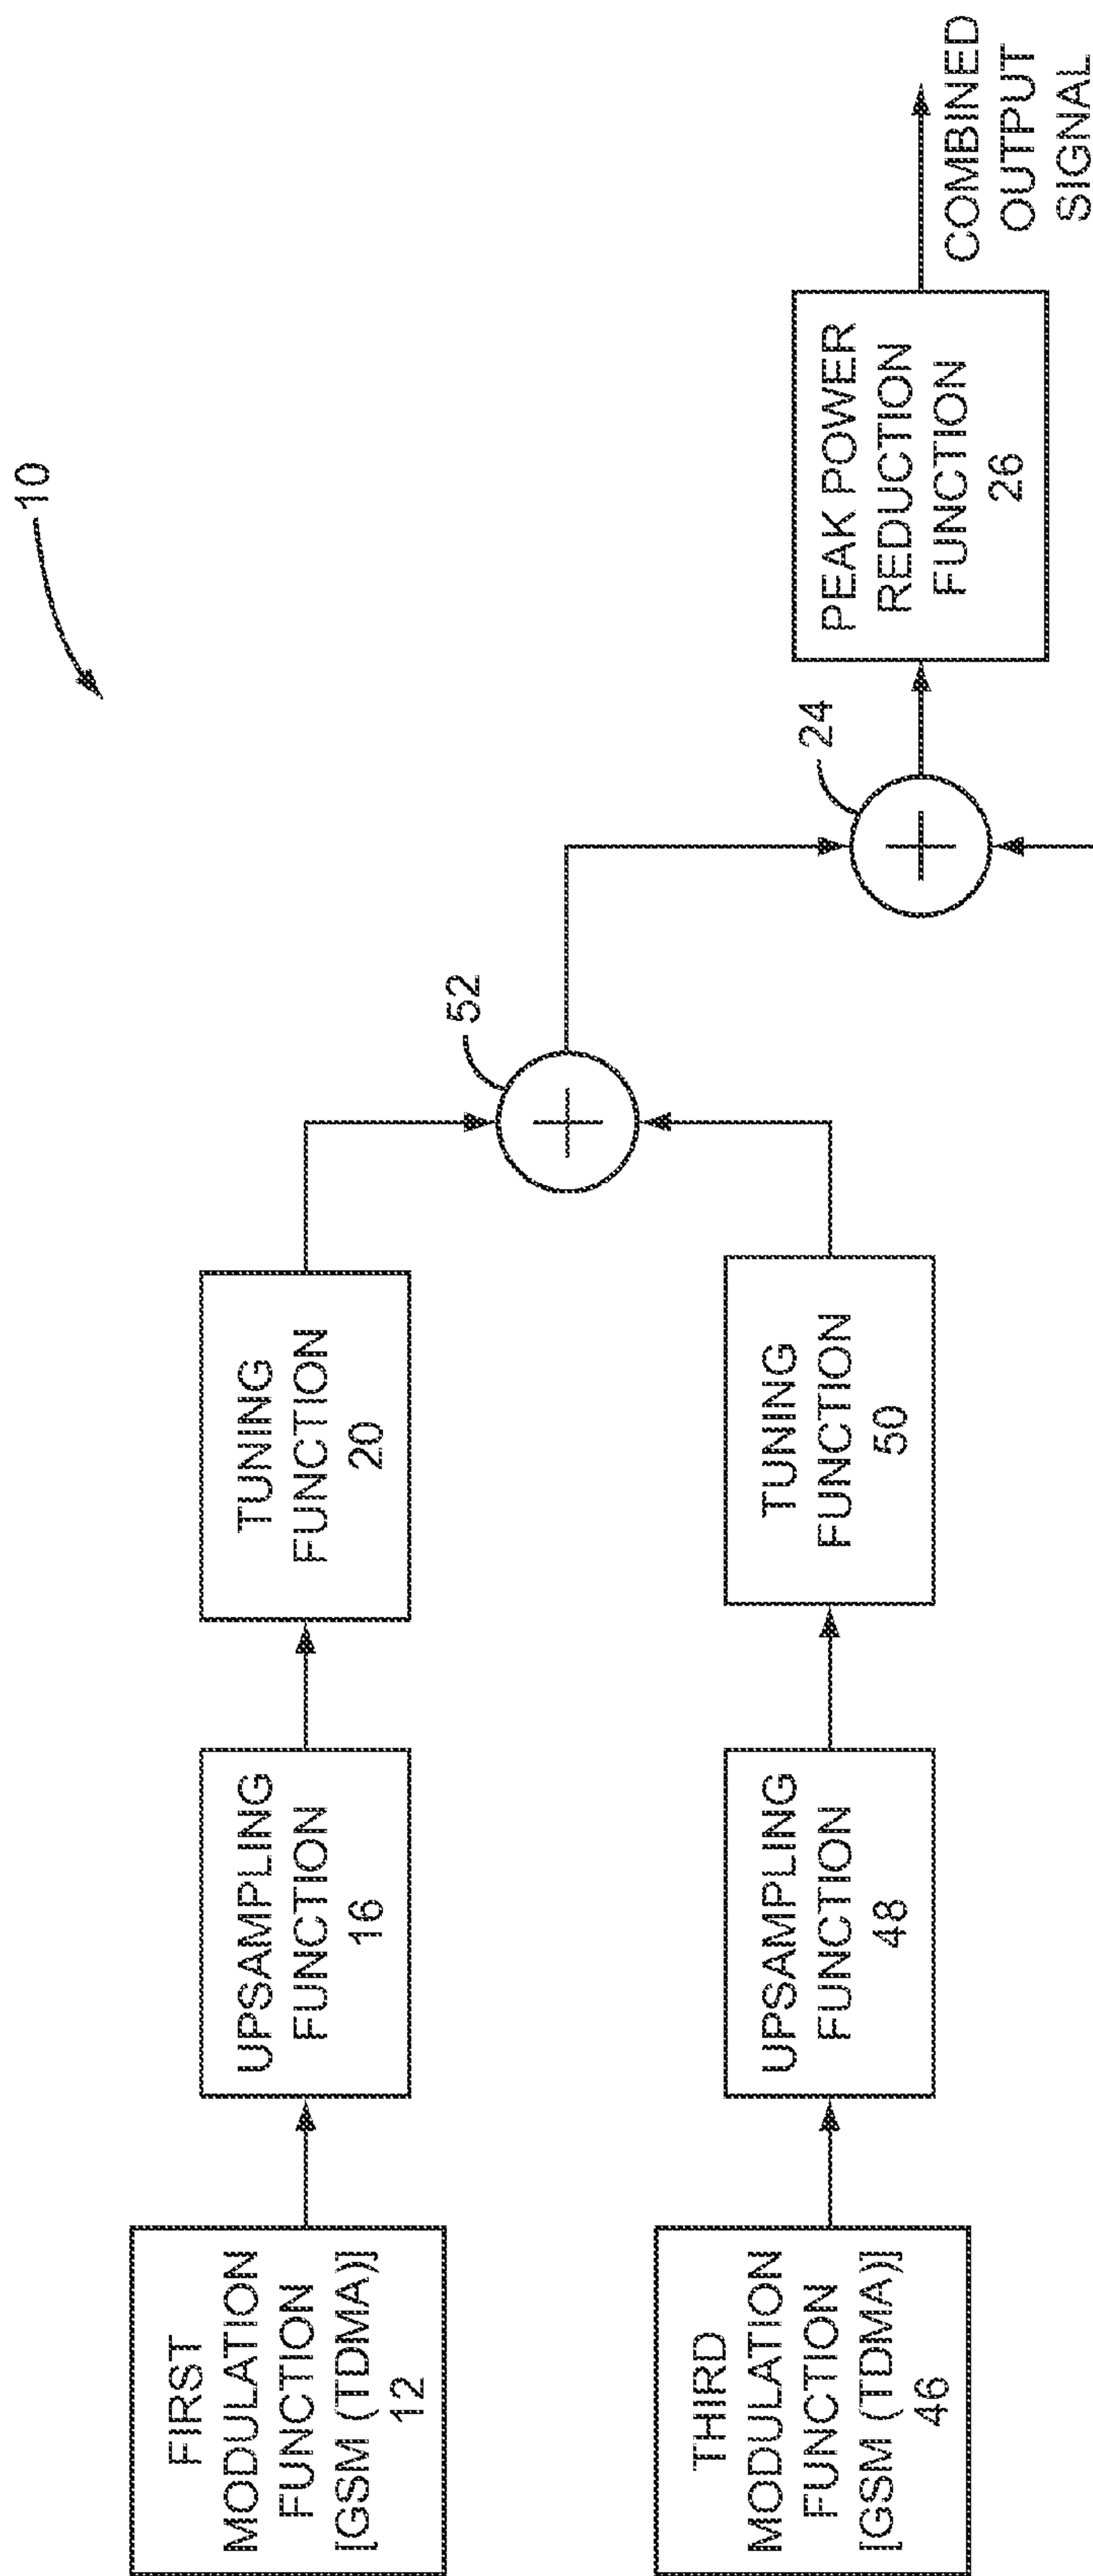 10
FIRST
MODULATION
FUNCTION
[GSM (TDMA)]
12
UPSAMPLING
FUNCTION
16
TUNING
FUNCTION
20
52
THIRD
MODULATION
FUNCTION
[GSM (TDMA)]
46
UPSAMPLING
FUNCTION
48
TUNING
FUNCTION
50
24
PEAK POWER
REDUCTION
FUNCTION
26
COMBINED
OUTPUT
SIGNAL